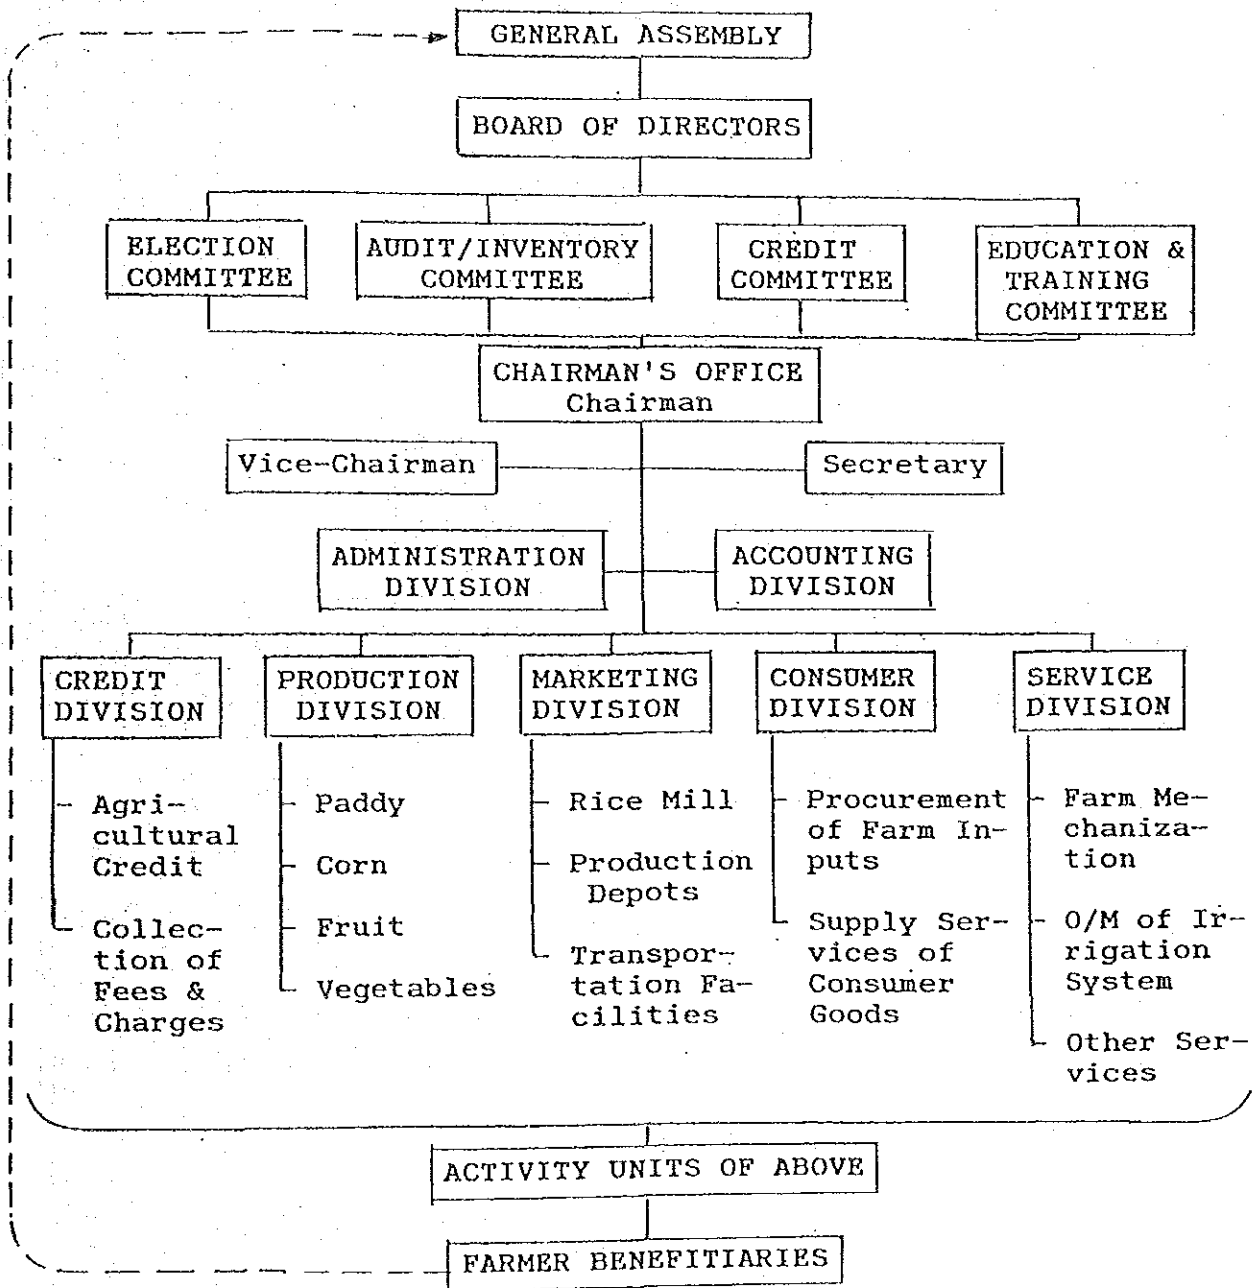 GENERAL ASSEMBLY
BOARD OF DIRECTORS
ELECTION
COMMITTEE
AUDIT/INVENTORY
COMMITTEE
CREDIT
COMMITTEE
EDUCATION &
TRAINING
COMMITTEE
CHAIRMAN'S OFFICE
Chairman
Vice-Chairman
Secretary
ADMINISTRATION
DIVISION
ACCOUNTING
DIVISION
CREDIT
DIVISION
Agri-
cultural
Credit
Collec-
tion of
Fees &
Charges
PRODUCTION
DIVISION
Paddy
Corn
Fruit
Vegetables
MARKETING
DIVISION
Rice Mill
Production
Depots
Transpor-
tation Fa-
cilities
CONSUMER
DIVISION
Procurement
of Farm In-
puts
Supply Ser-
vices of
Consumer
Goods
SERVICE
DIVISION
Farm Me-
chaniza-
tion
O/M of Ir-
rigation
System
Other Ser-
vices
ACTIVITY UNITS OF ABOVE
FARMER BENEFITIARIES